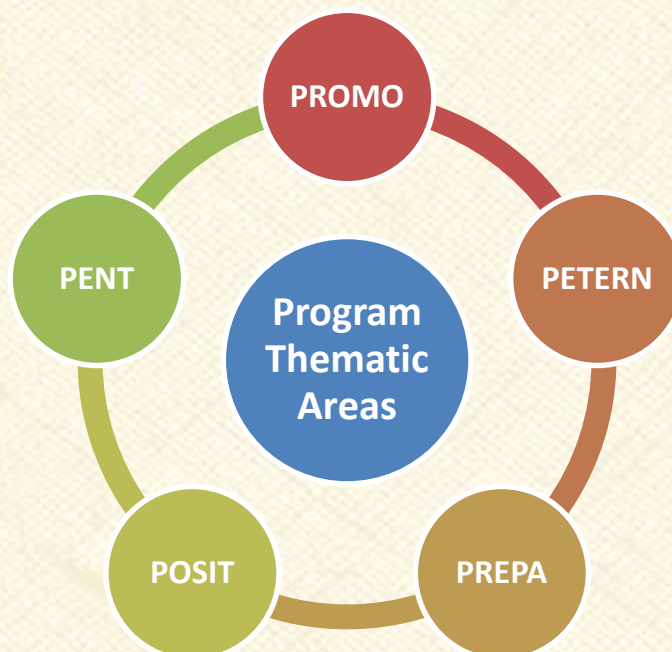 PROMO
PENT
PETERN
Program
Thematic
Areas
POSIT
PREPA